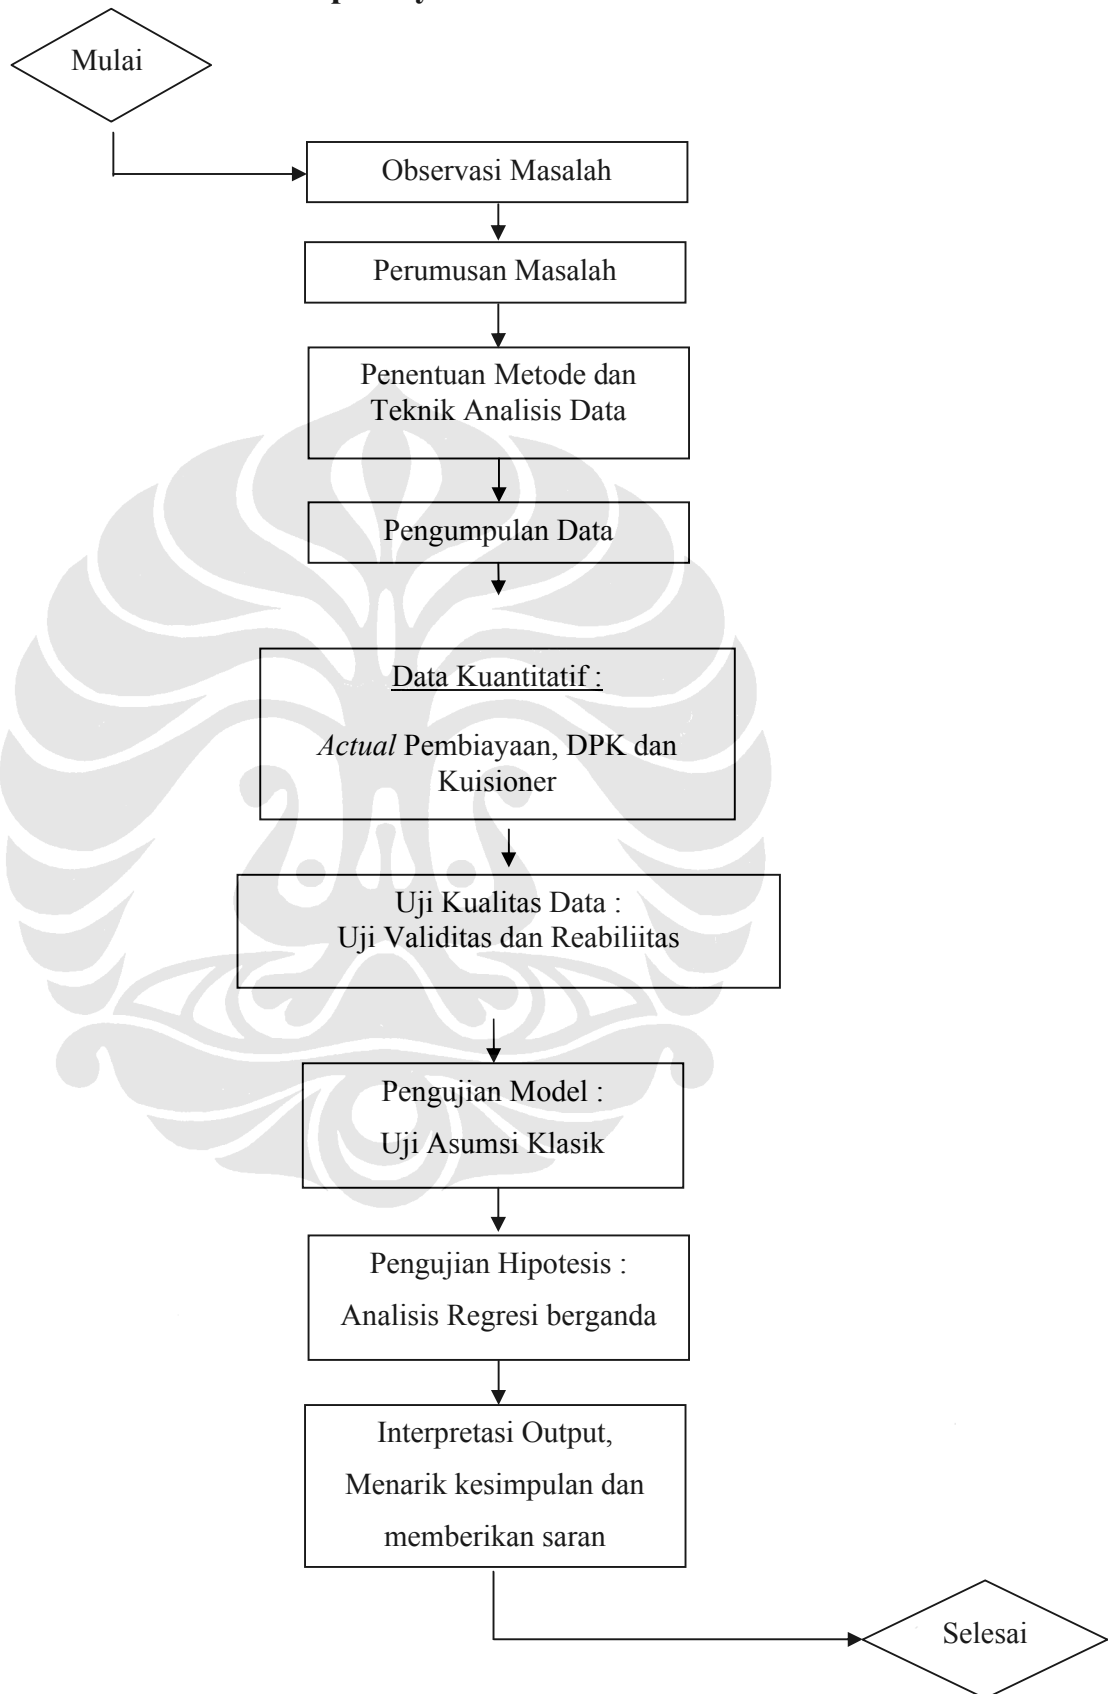 Mulai
Observasi Masalah
Perumusan Masalah
Penentuan Metode dan
Teknik Analisis Data
Pengumpulan Data
Data Kuantitatif :
Actual Pembiayaan, DPK dan
Kuisioner
Uji Kualitas Data :
Uji Validitas dan Reabiliitas
Pengujian Model :
Uji Asumsi Klasik
Pengujian Hipotesis :
Analisis Regresi berganda
Interpretasi Output,
Menarik kesimpulan dan
memberikan saran
Selesai